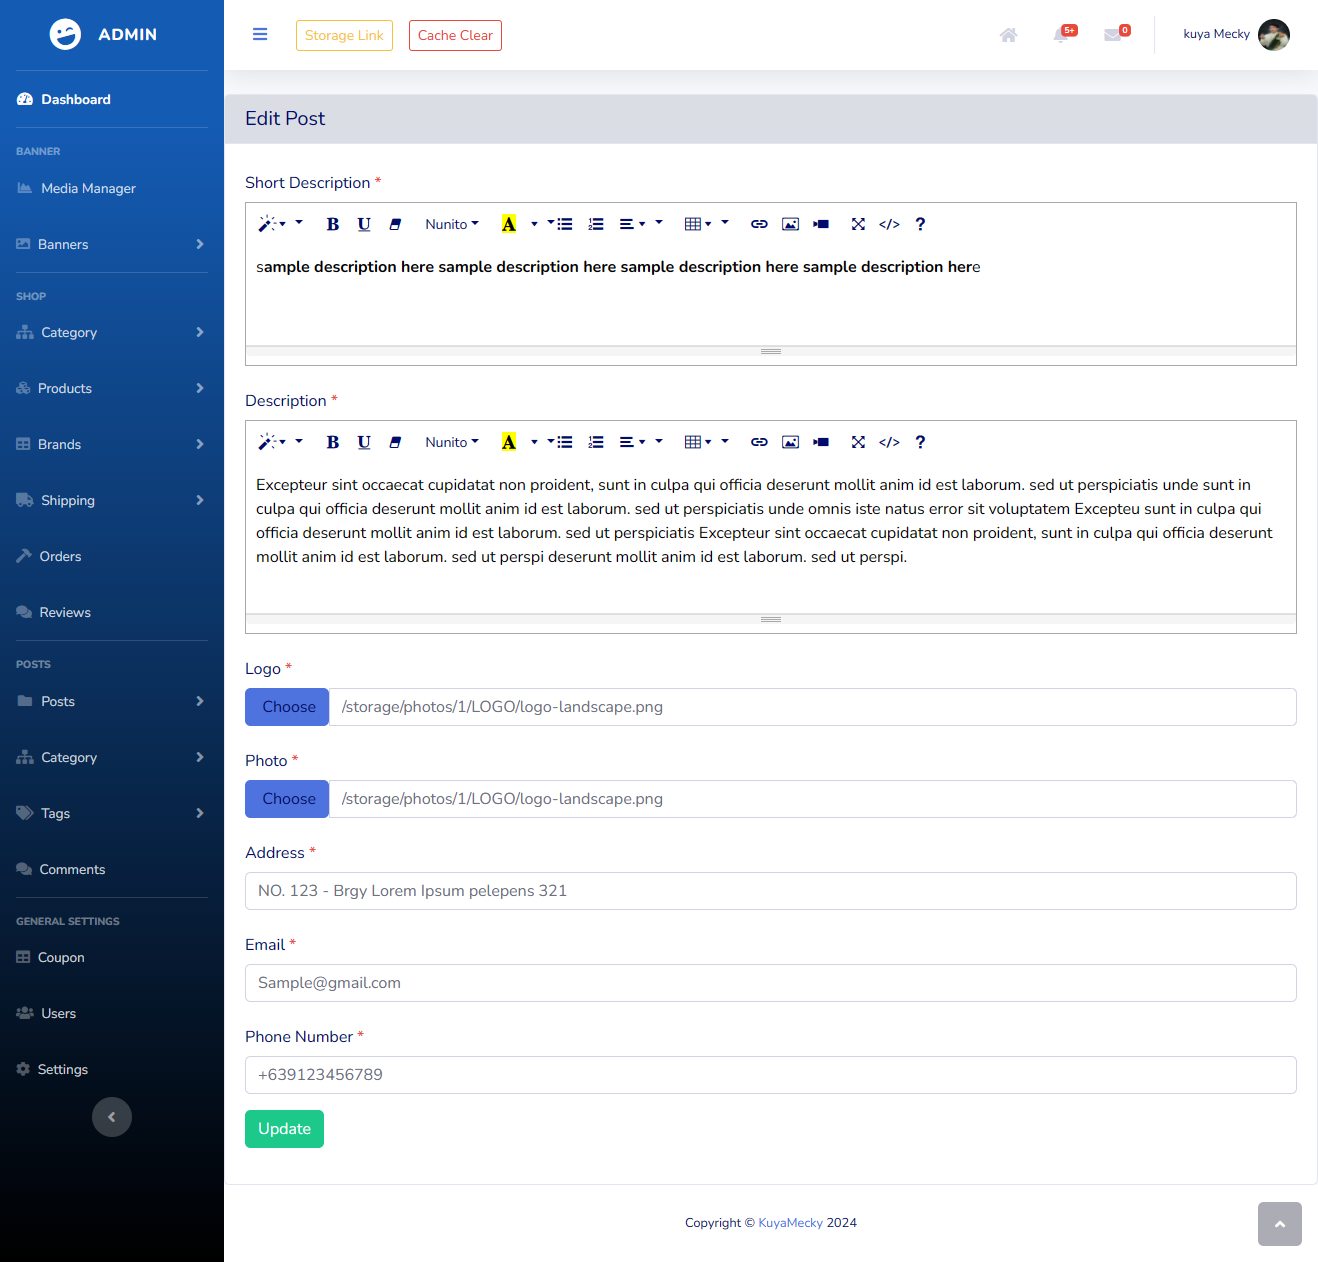 ADMIN
Storage Link
Cache Clear
5+
0
kuya Mecky
Dashboard
BANNER
Media Manager
Banners
SHOP
Category
Products
Brands
Shipping
Orders
Reviews
POSTS
Posts
Category
Tags
Comments
GENERAL SETTINGS
Coupon
Users
Settings
Edit Post
Short Description *
B U Nunito A </> ?
sample description here sample description here sample description here sample description here
Description *
B U Nunito A </> ?
Excepteur sint occaecat cupidatat non proident, sunt in culpa qui officia deserunt mollit anim id est laborum. sed ut perspiciatis unde sunt in
culpa qui officia deserunt mollit anim id est laborum. sed ut perspiciatis unde omnis iste natus error sit voluptatem Excepteu sunt in culpa qui
officia deserunt mollit anim id est laborum. sed ut perspiciatis Excepteur sint occaecat cupidatat non proident, sunt in culpa qui officia deserunt
mollit anim id est laborum. sed ut perspi deserunt mollit anim id est laborum. sed ut perspi.
Logo *
Choose /storage/photos/1/LOGO/logo-landscape.png
Photo *
Choose /storage/photos/1/LOGO/logo-landscape.png
Address *
NO. 123 - Brgy Lorem Ipsum pelepens 321
Email *
Sample@gmail.com
Phone Number *
+639123456789
Update
Copyright © KuyaMecky 2024